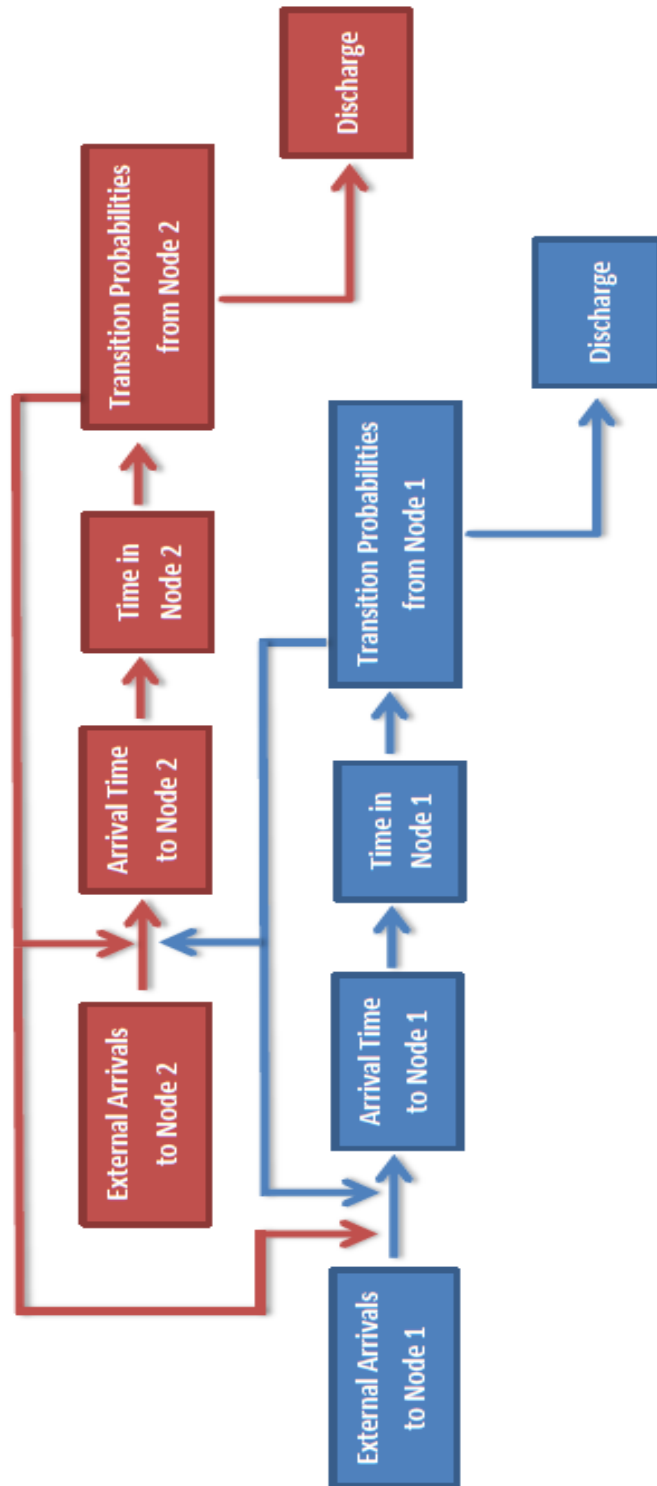 External Arrivals
to Node 2
Arrival Time
to Node 2
Time in
Node 2
Transition Probabilities
from Node 2
Discharge
External Arrivals
to Node 1
Arrival Time
to Node 1
Time in
Node 1
Transition Probabilities
from Node 1
Discharge